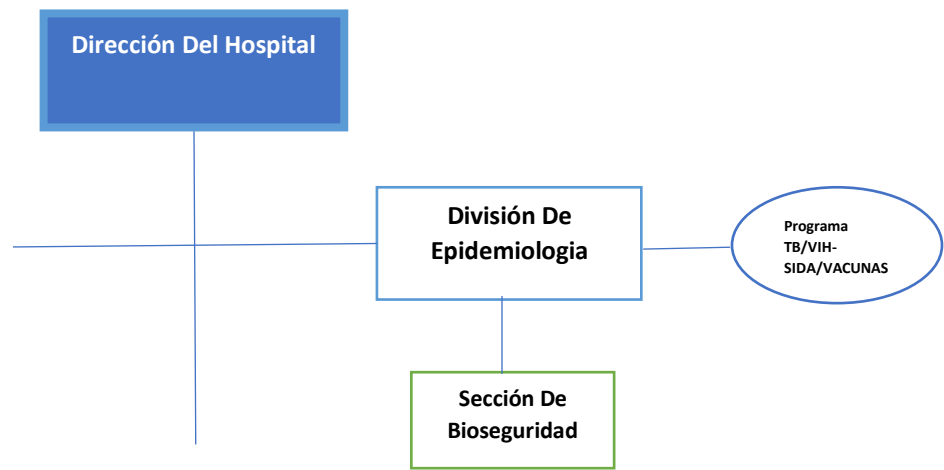 Dirección Del Hospital
División De
Epidemiologia
Programa
TB/VIH-
SIDA/VACUNAS
Sección De
Bioseguridad